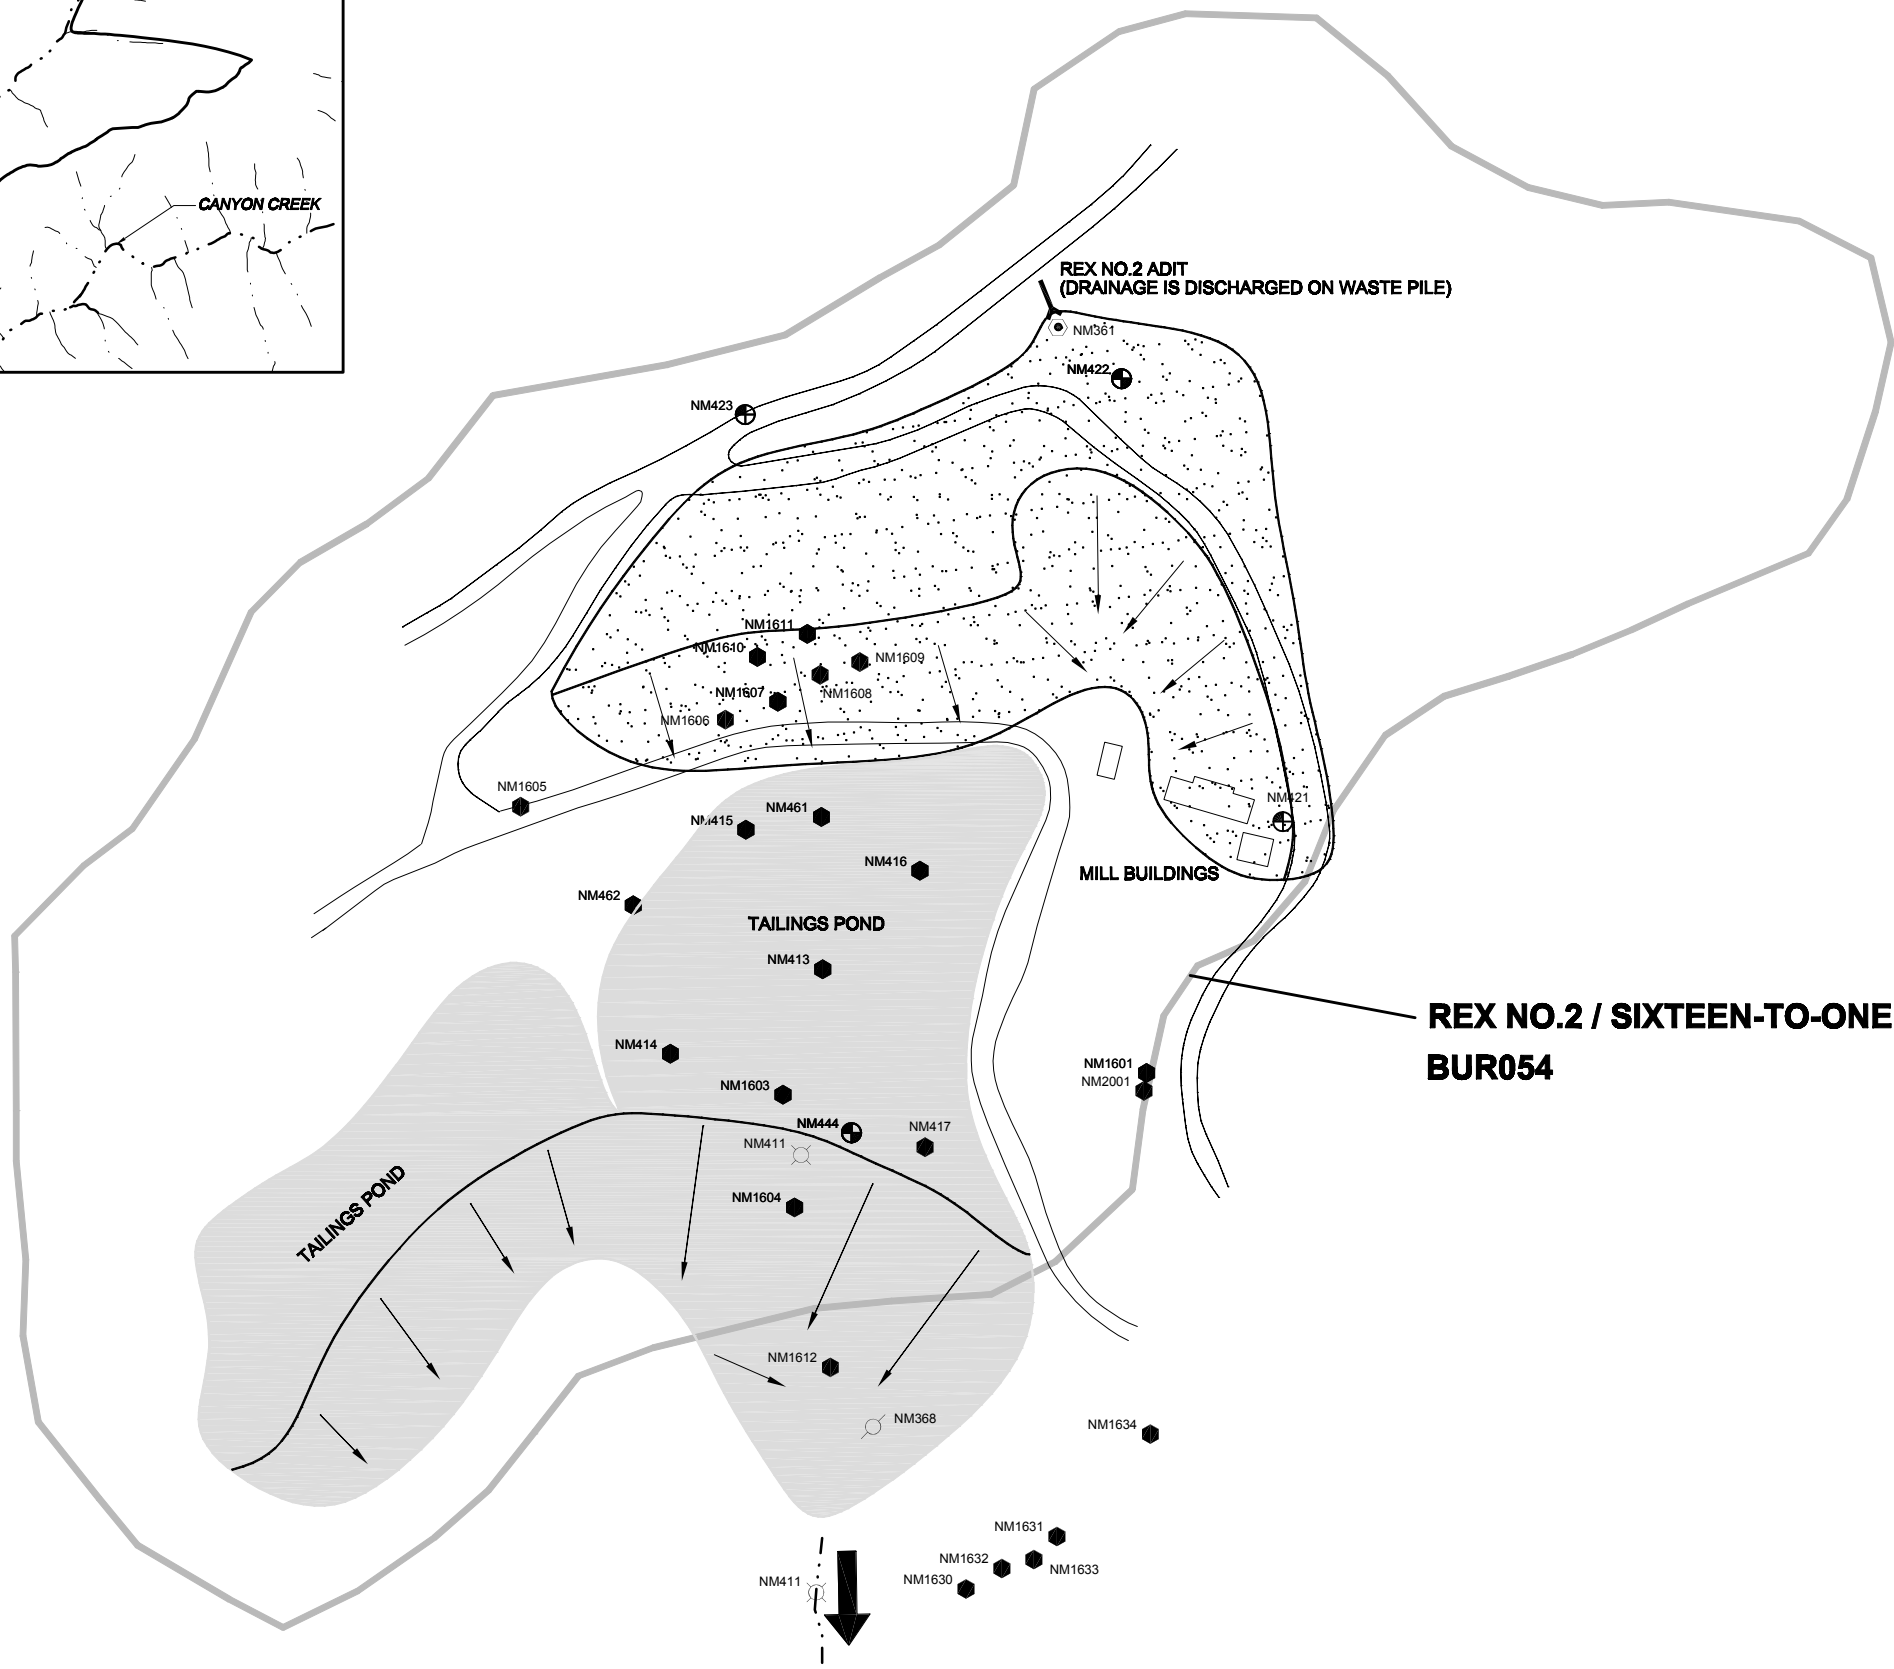 CANYON CREEK
REX NO.2 ADIT
(DRAINAGE IS DISCHARGED ON WASTE PILE)
NM361
NM422
NM423
NM1611
NM1610
NM1609
NM1608
NM1607
NM1606
NM1605
NM461
NM415
NM421
NM416
MILL BUILDINGS
NM462
TAILINGS POND
NM413
REX NO.2 / SIXTEEN-TO-ONE
BUR054
NM414
NM1601
NM2001
NM1603
NM444
NM417
NM411
NM1604
TAILINGS POND
NM1612
NM368
NM1634
NM1631
NM1632
NM1633
NM1630
NM411